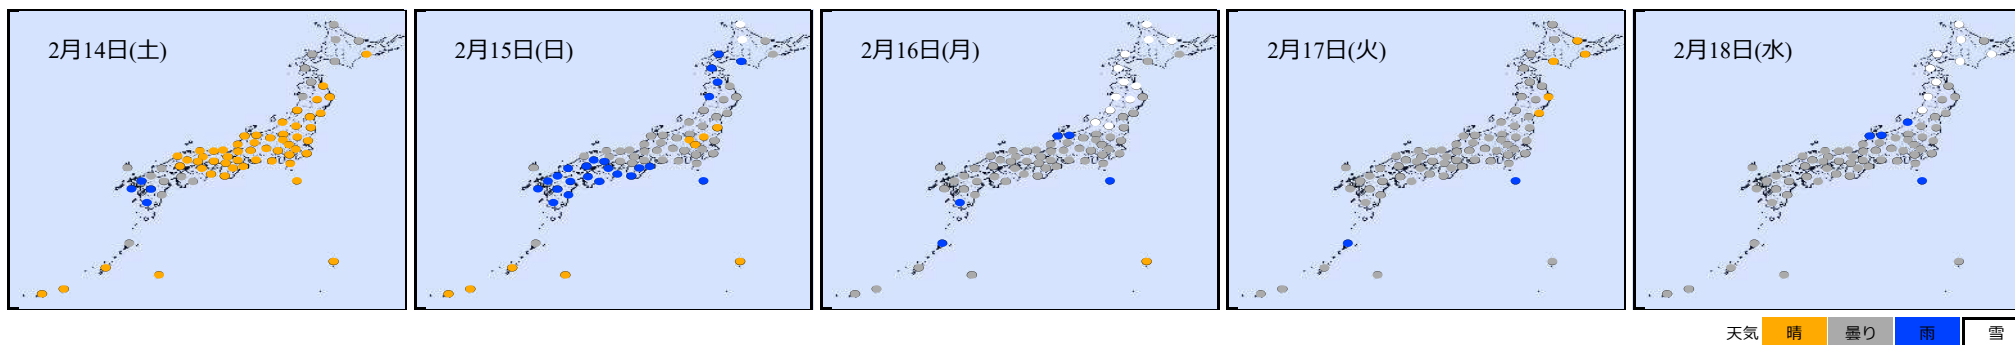 2月14日(土)
2月15日(日)
2月16日(月)
2月17日(火)
2月18日(水)
天気 晴 曇り 雨 雪